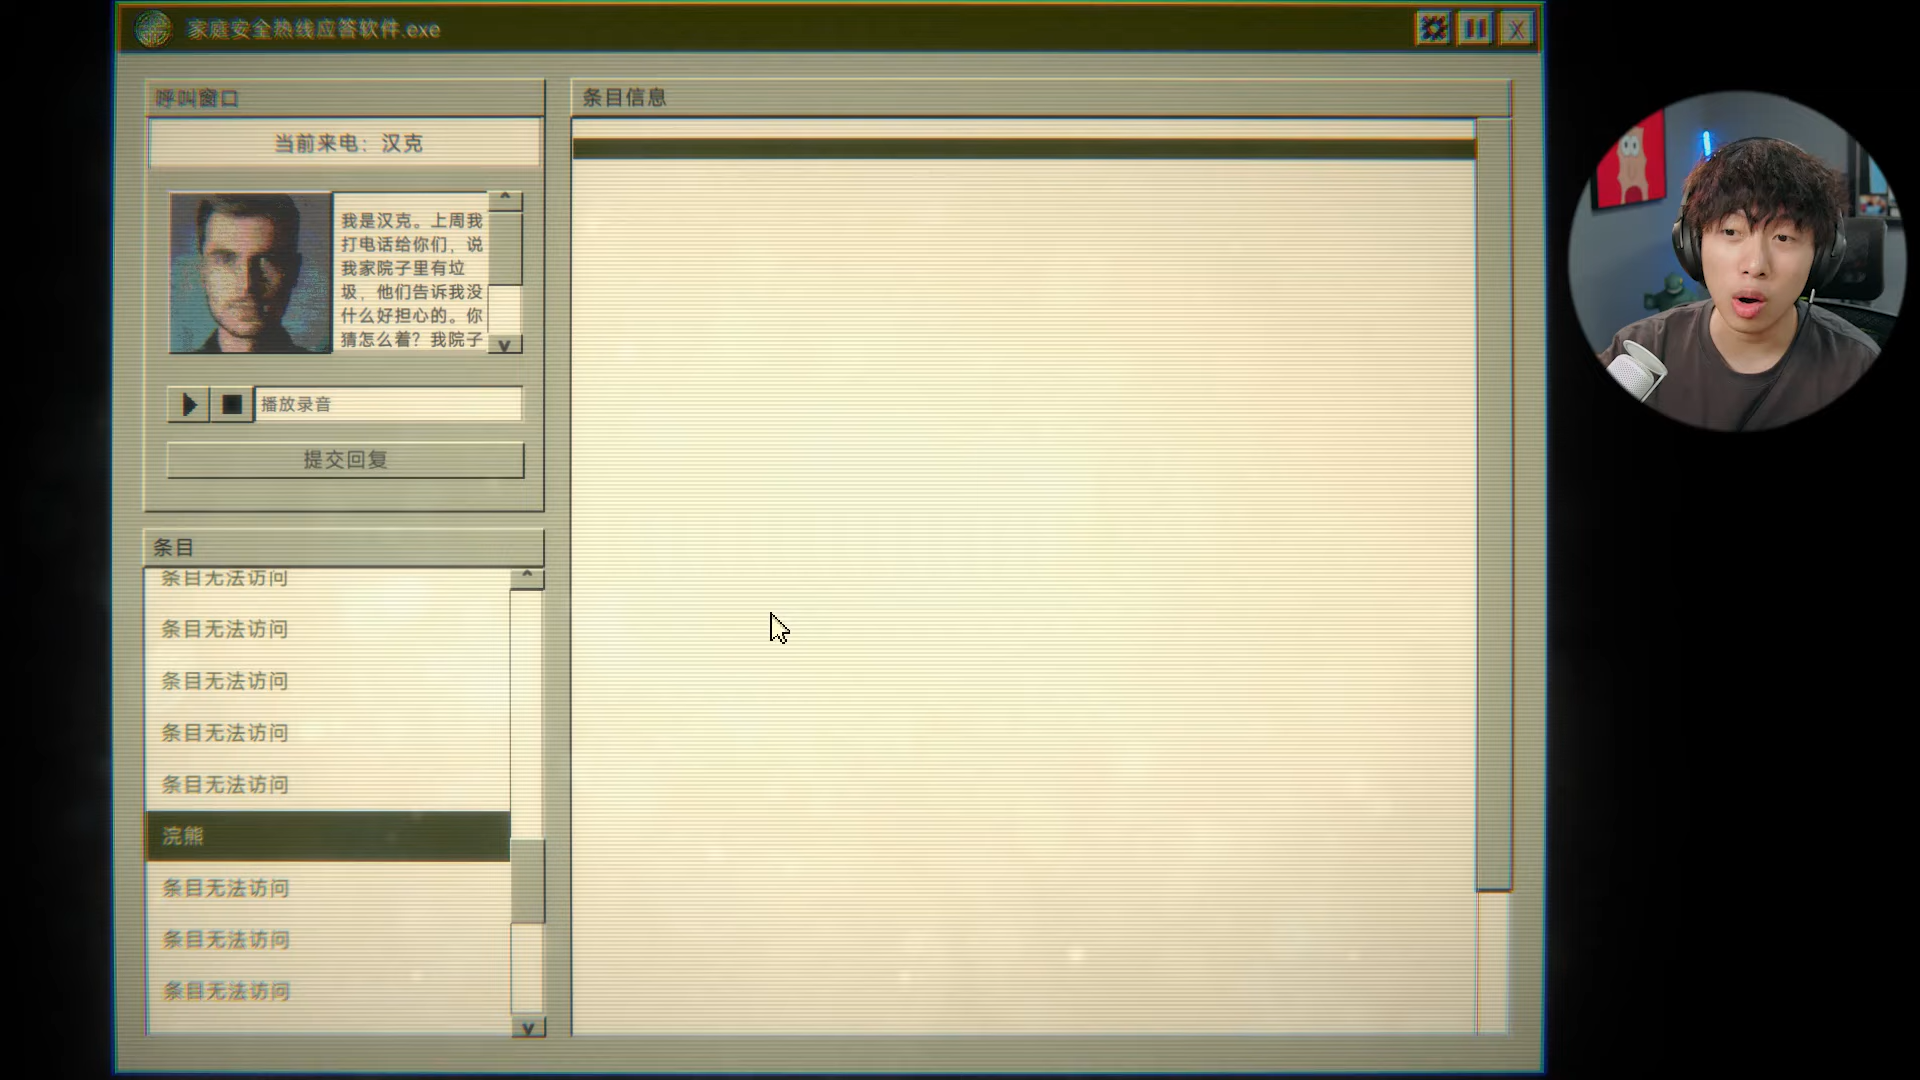 家庭安全热线应答软件.exe
呼叫窗口
当前来电：汉克
我是汉克。上周我
打电话给你们，说
我家院子里有垃
圾，他们告诉我没
什么好担心的。你
猜怎么着？我院子
播放录音
提交回复
条目
条目无法访问
条目无法访问
条目无法访问
条目无法访问
条目无法访问
浣熊
条目无法访问
条目无法访问
条目无法访问
条目信息